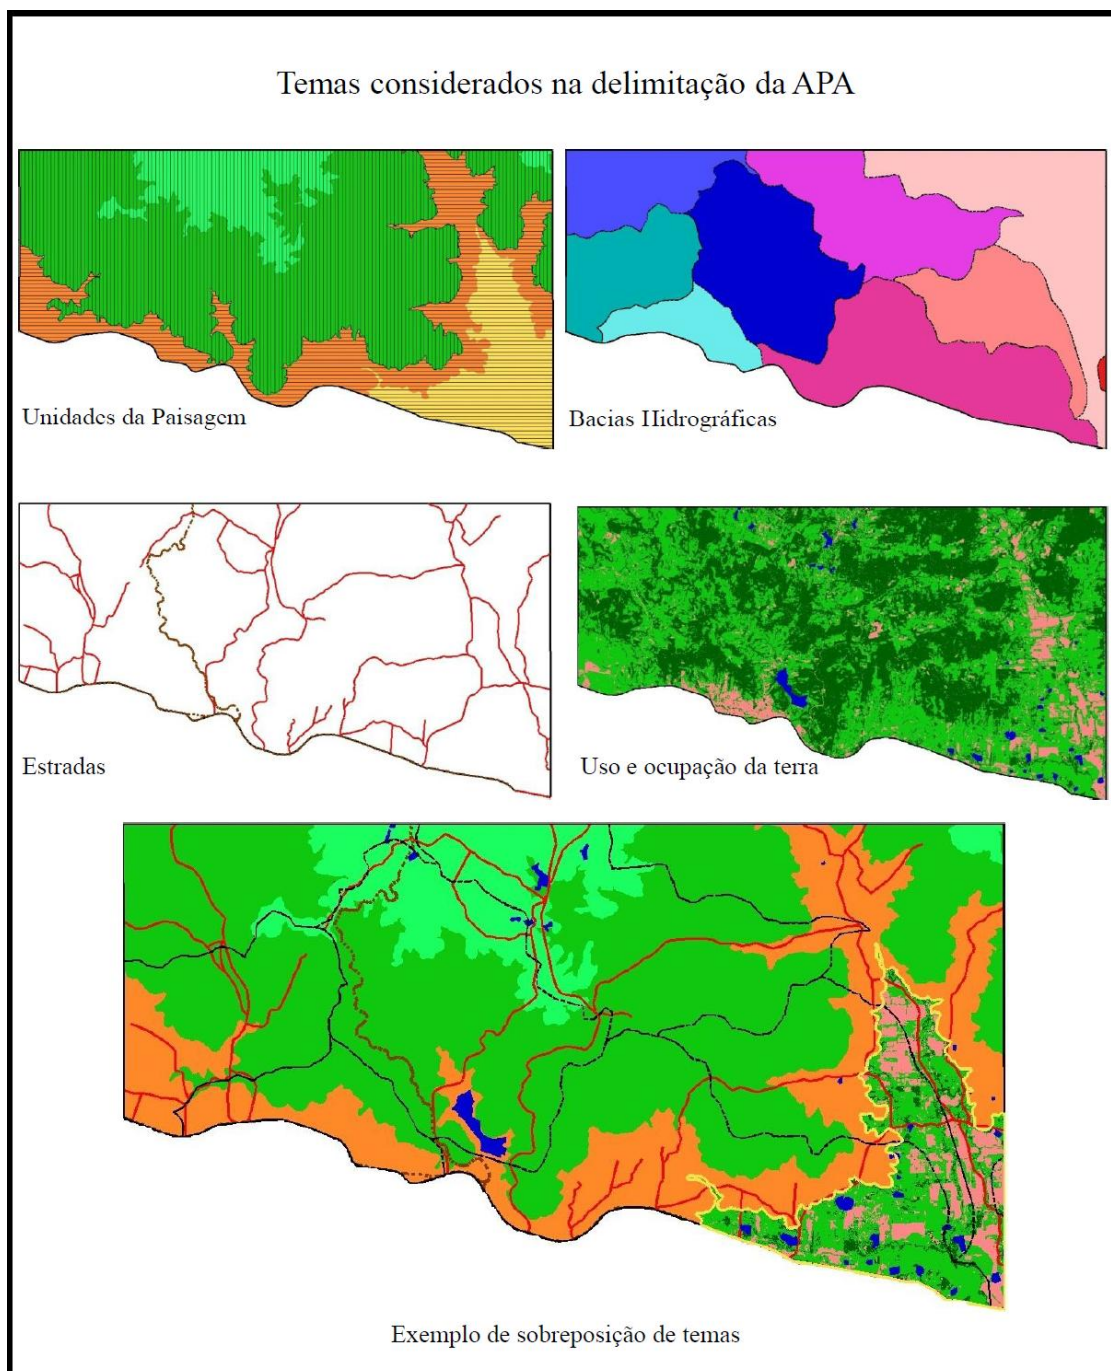 Temas considerados na delimitação da APA
Unidades da Paisagem
Bacias Hidrográficas
Estradas
Uso e ocupação da terra
Exemplo de sobreposição de temas